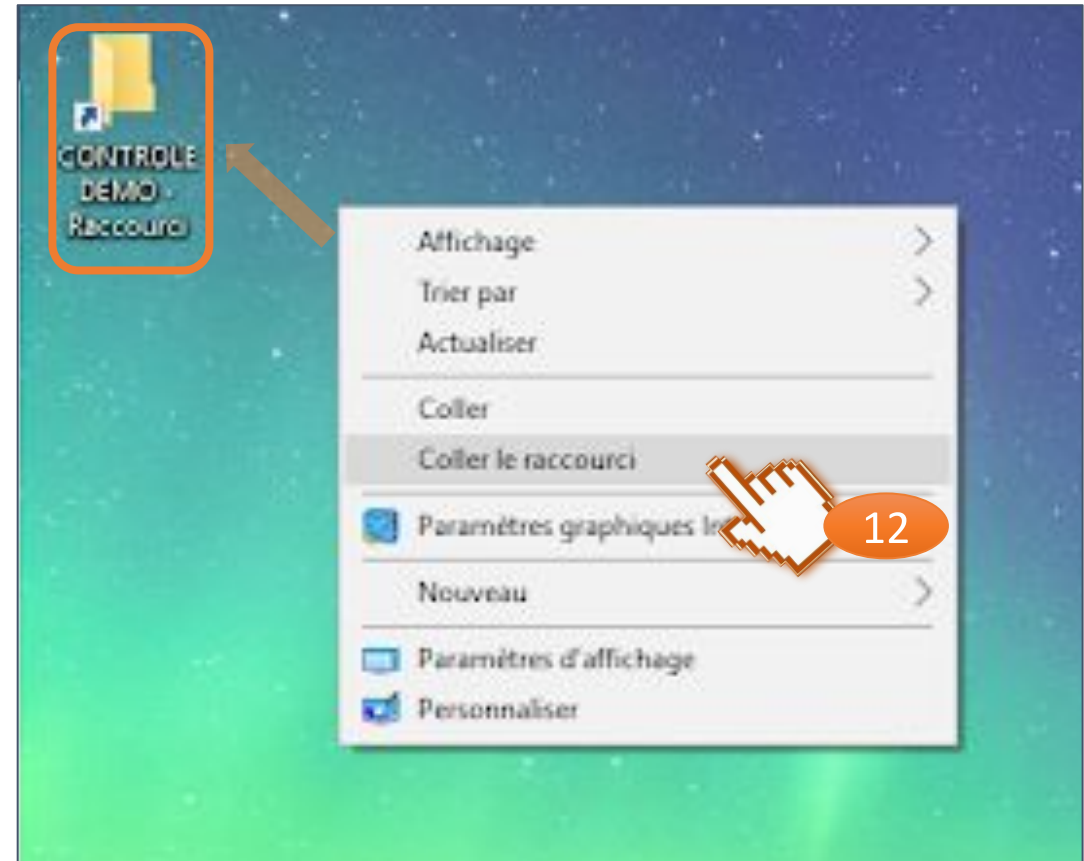 CONTROLE
DEMO -
Raccourci
Affichage
Trier par
Actualiser
Coller
Coller le raccourci
Paramètres graphiques
12
Nouveau
Paramètres d'affichage
Personnaliser